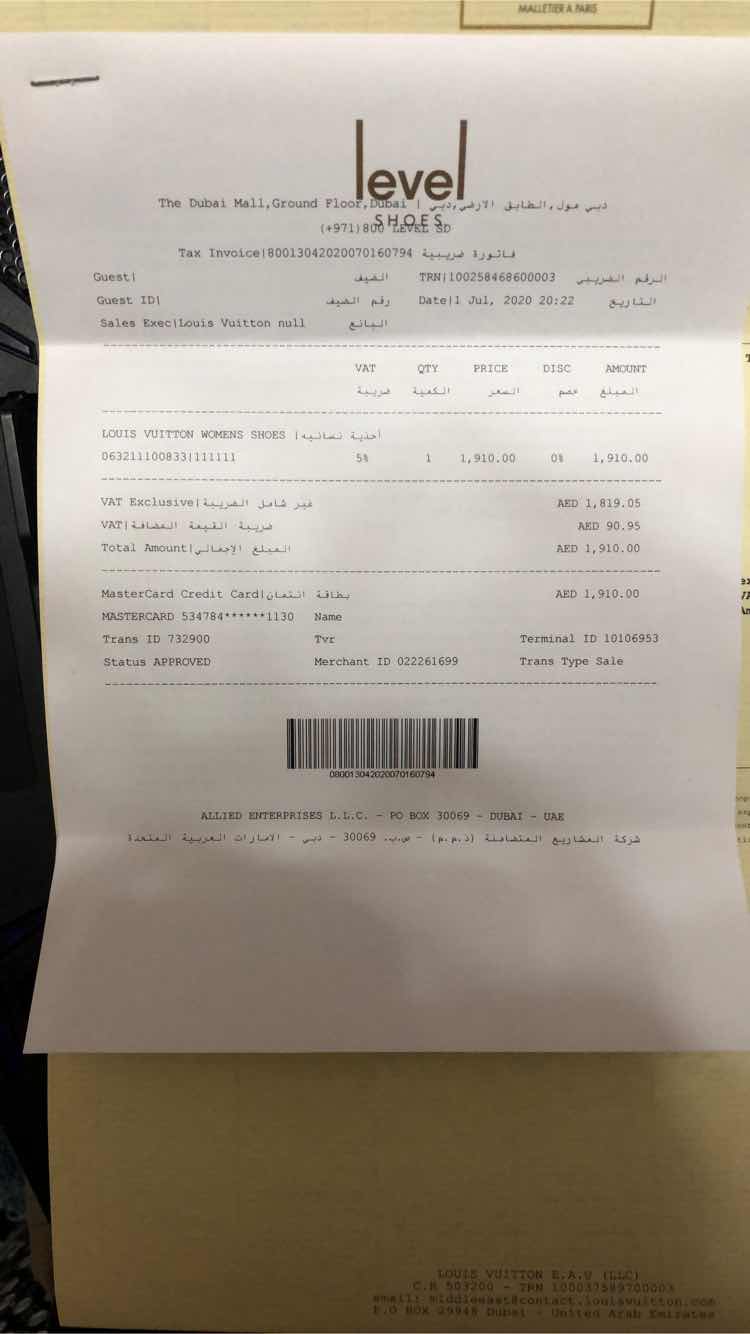 MALLETIER A PARIS
level
The Dubai Mall,Ground Floor,Dubai | دبي مول,الطابق الارضي,دبي
SHOES
(+971)800 LEVEL SD
Tax Invoice|80013042020070160794 فاتورة ضريبية
Guest| الضيف TRN|100258468600003 الرقم الضريبي
Guest ID| رقم الضيف Date|1 Jul, 2020 20:22 التاريخ
Sales Exec|Louis Vuitton null البائع
VAT QTY PRICE DISC AMOUNT
ضريبة الكمية السعر خصم المبلغ
LOUIS VUITTON WOMENS SHOES | أحذية نسائيه
063211100833|111111 5% 1 1,910.00 0% 1,910.00
VAT Exclusive|غير شامل الضريبة AED 1,819.05
VAT|ضريبة القيمة المضافة AED 90.95
Total Amount|المبلغ الإجمالي AED 1,910.00
MasterCard Credit Card|بطاقة ائتمان AED 1,910.00
MASTERCARD 534784******1130 Name
Trans ID 732900 Tvr Terminal ID 10106953
Status APPROVED Merchant ID 022261699 Trans Type Sale
080013042020070160794
ALLIED ENTERPRISES L.L.C. - PO BOX 30069 - DUBAI - UAE
شركة المشاريع المتضامنة (ذ.م.م) - ص.ب. 30069 - دبي - الامارات العربية المتحدة
LOUIS VUITTON E.A.U (LLC)
C.R 503200 - TRN 100037589700003
email: middleeast@contact.louisvuitton.com
P.O BOX 29948 Dubai - United Arab Emirates